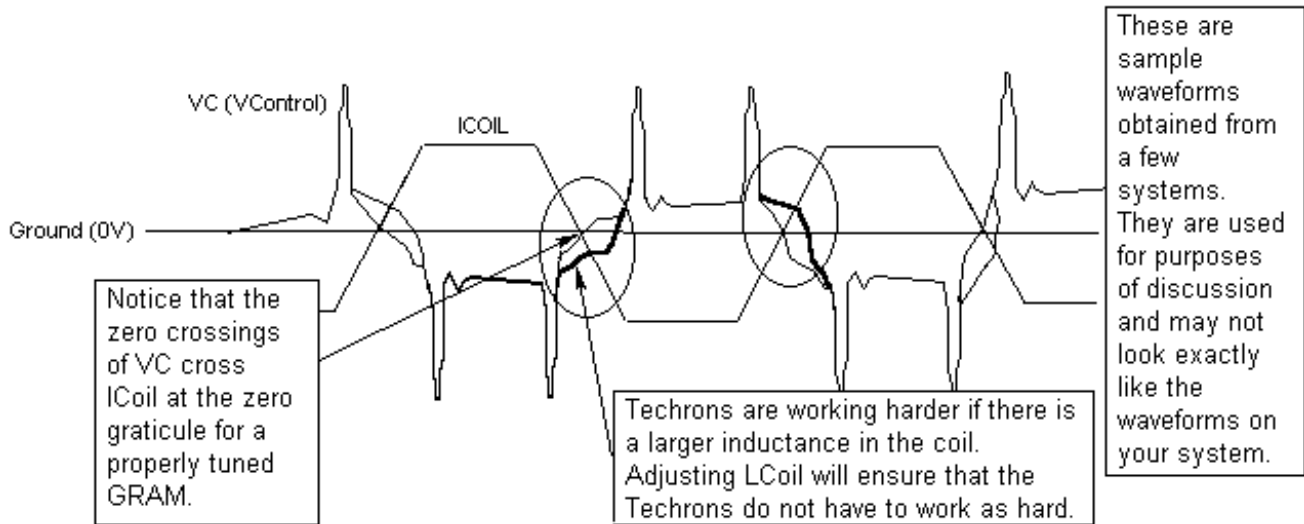 VC (VControl)
ICOIL
Ground (0V)
Notice that the
zero crossings
of VC cross
ICoil at the zero
graticule for a
properly tuned
GRAM.
Techrons are working harder if there is
a larger inductance in the coil.
Adjusting LCoil will ensure that the
Techrons do not have to work as hard.
These are
sample
waveforms
obtained from
a few
systems.
They are used
for purposes
of discussion
and may not
look exactly
like the
waveforms on
your system.